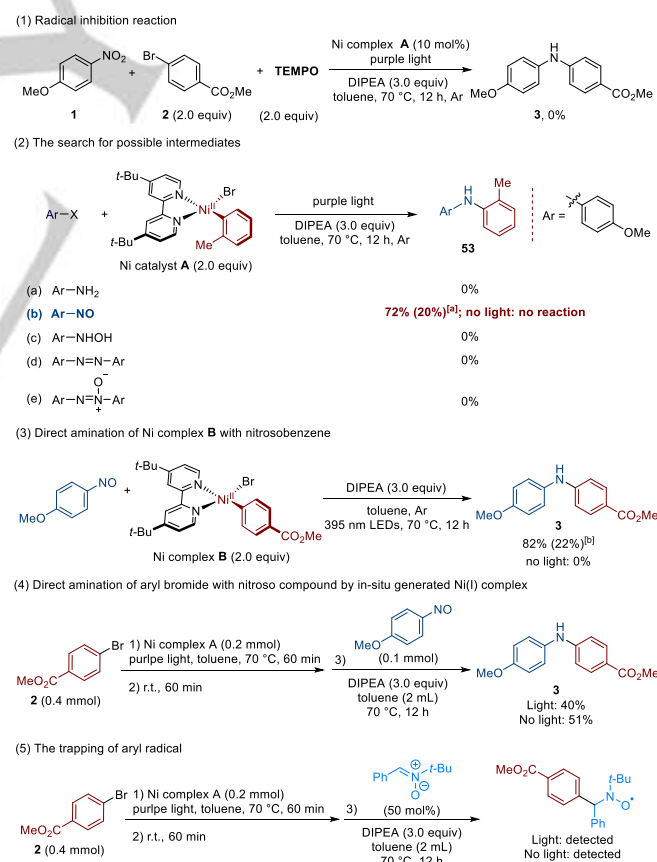 (1) Radical inhibition reaction
NO2
MeO
1
+
Br
CO2Me
2 (2.0 equiv)
+ TEMPO
(2.0 equiv)
Ni complex A (10 mol%)
purple light
DIPEA (3.0 equiv)
toluene, 70 °C, 12 h, Ar
H
N
MeO
CO2Me
3, 0%
(2) The search for possible intermediates
Ar—X
+
t-Bu
N
N
t-Bu
NiII
Br
Me
Ni catalyst A (2.0 equiv)
purple light
DIPEA (3.0 equiv)
toluene, 70 °C, 12 h, Ar
H
N
Ar
Me
53
Ar =
OMe
(a) Ar—NH2 0%
(b) Ar—NO 72% (20%)[a]; no light: no reaction
(c) Ar—NHOH 0%
(d) Ar—N=N—Ar 0%
O−
(e) Ar—N=N—Ar 0%
+
(3) Direct amination of Ni complex B with nitrosobenzene
NO
MeO
+
t-Bu
N
N
t-Bu
NiII
Br
CO2Me
Ni complex B (2.0 equiv)
DIPEA (3.0 equiv)
toluene, Ar
395 nm LEDs, 70 °C, 12 h
H
N
MeO
CO2Me
3
82% (22%)[b]
no light: 0%
(4) Direct amination of aryl bromide with nitroso compound by in-situ generated Ni(I) complex
Br
MeO2C
2 (0.4 mmol)
1) Ni complex A (0.2 mmol)
purlpe light, toluene, 70 °C, 60 min
2) r.t., 60 min
NO
MeO
3) (0.1 mmol)
DIPEA (3.0 equiv)
toluene (2 mL)
70 °C, 12 h
H
N
MeO
CO2Me
3
Light: 40%
No light: 51%
(5) The trapping of aryl radical
Br
MeO2C
2 (0.4 mmol)
1) Ni complex A (0.2 mmol)
purlpe light, toluene, 70 °C, 60 min
2) r.t., 60 min
Ph
+
N
t-Bu
O−
3) (50 mol%)
DIPEA (3.0 equiv)
toluene (2 mL)
70 °C, 12 h
MeO2C
t-Bu
N
O•
Ph
Light: detected
No light: detected